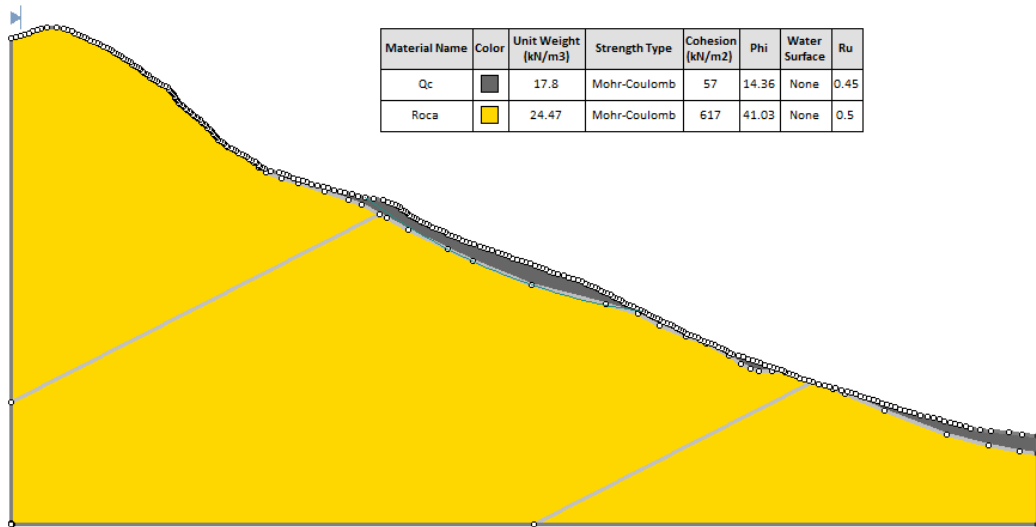 Material Name Color Unit Weight (kN/m3) Strength Type Cohesion (kN/m2) Phi Water Surface Ru
Qc 17.8 Mohr-Coulomb 57 14.36 None 0.45
Roca 24.47 Mohr-Coulomb 617 41.03 None 0.5